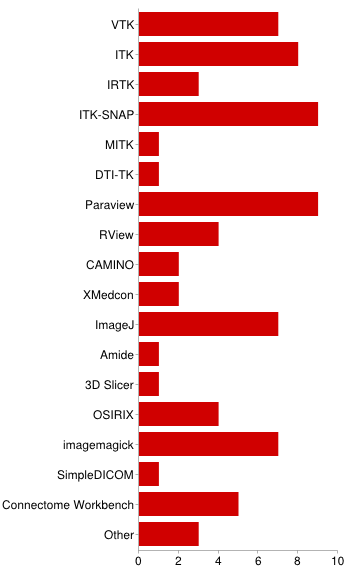 VTK
ITK
IRTK
ITK-SNAP
MITK
DTI-TK
Paraview
RView
CAMINO
XMedcon
ImageJ
Amide
3D Slicer
OSIRIX
imagemagick
SimpleDICOM
Connectome Workbench
Other
0 2 4 6 8 10